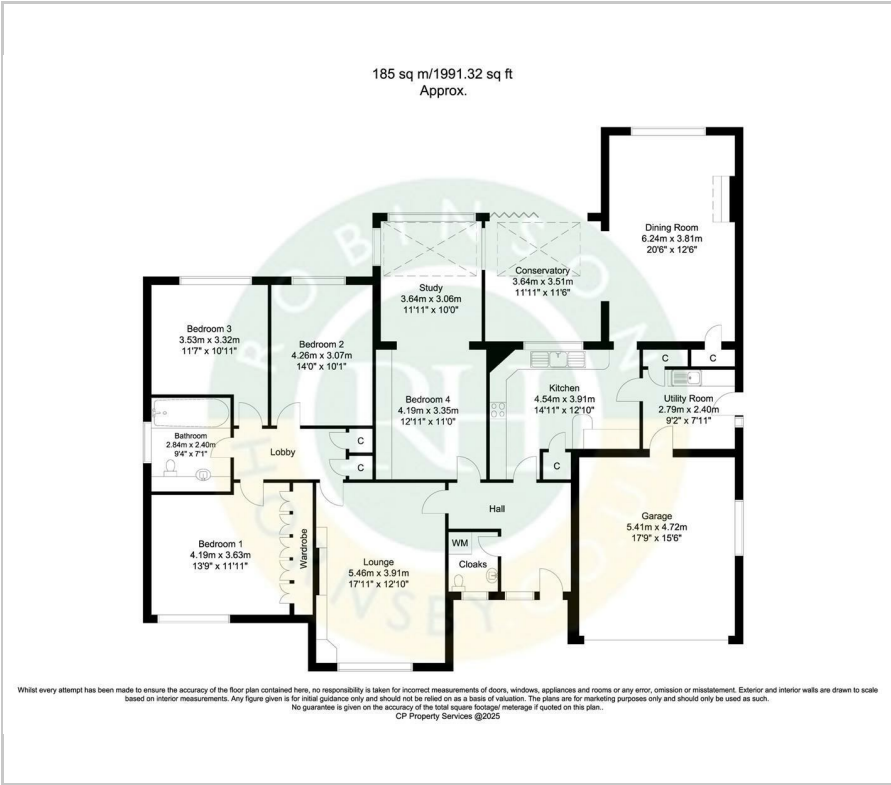 185 sq m/1991.32 sq ft
Approx.
Dining Room
6.24m x 3.81m
20'6" x 12'6"
Conservatory
3.64m x 3.51m
11'11" x 11'6"
Study
3.64m x 3.06m
11'11" x 10'0"
Bedroom 3
3.53m x 3.32m
11'7" x 10'11"
Bedroom 2
4.26m x 3.07m
14'0" x 10'1"
Bedroom 4
4.19m x 3.35m
12'11" x 11'0"
Kitchen
4.54m x 3.91m
14'11" x 12'10"
C
C
Utility Room
2.79m x 2.40m
9'2" x 7'11"
Bathroom
2.84m x 2.40m
9'4" x 7'1"
Lobby
C
C
C
Hall
Garage
5.41m x 4.72m
17'9" x 15'6"
Bedroom 1
4.19m x 3.63m
13'9" x 11'11"
Wardrobe
Lounge
5.46m x 3.91m
17'11" x 12'10"
WM
Cloaks
ROBINSON
HORNSBY
RNH
Whilst every attempt has been made to ensure the accuracy of the floor plan contained here, no responsibility is taken for incorrect measurements of doors, windows, appliances and rooms or any error, omission or misstatement. Exterior and interior walls are drawn to scale
based on interior measurements. Any figure given is for initial guidance only and should not be relied on as a basis of valuation. The plans are for marketing purposes only and should only be used as such.
No guarantee is given on the accuracy of the total square footage/ meterage if quoted on this plan..
CP Property Services @2025